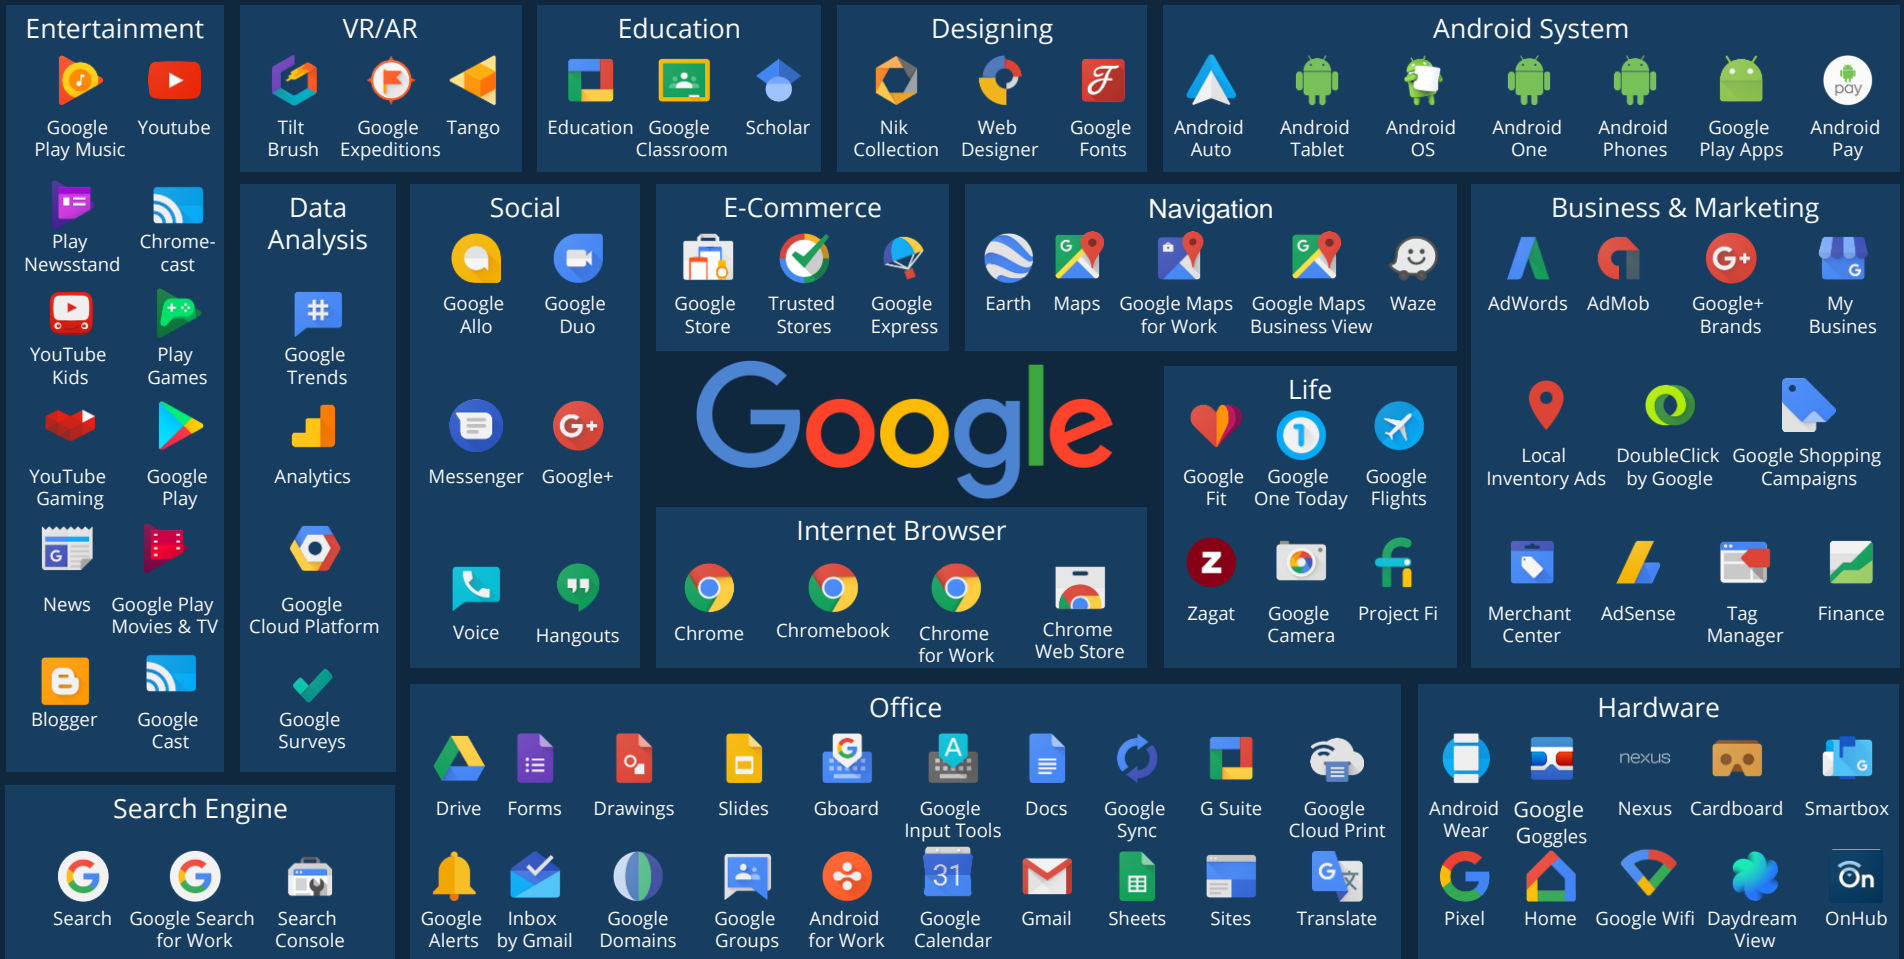 Entertainment
Google
Play Music
Youtube
Play
Newsstand
Chrome-
cast
YouTube
Kids
Play
Games
YouTube
Gaming
Google
Play
G
News
Google Play
Movies & TV
Blogger
Google
Cast
VR/AR
Tilt
Brush
Google
Expeditions
Tango
Education
Education
Google
Classroom
Scholar
Designing
Nik
Collection
Web
Designer
F
Google
Fonts
Android System
Android
Auto
Android
Tablet
Android
OS
Android
One
Android
Phones
Google
Play Apps
pay
Android
Pay
Data
Analysis
#
Google
Trends
Analytics
Google
Cloud Platform
Google
Surveys
Social
Google
Allo
Google
Duo
Messenger
G+
Google+
Voice
Hangouts
E-Commerce
Google
Store
Trusted
Stores
Google
Express
Navigation
Earth
G
Maps
Google Maps
for Work
G
Google Maps
Business View
Waze
Business & Marketing
AdWords
AdMob
G+
Google+
Brands
G
My
Busines
Local
Inventory Ads
DoubleClick
by Google
Google Shopping
Campaigns
Merchant
Center
AdSense
Tag
Manager
Finance
Google
Life
Google
Fit
1
Google
One Today
Google
Flights
Z
Zagat
Google
Camera
fi
Project Fi
Internet Browser
Chrome
Chromebook
Chrome
for Work
Chrome
Web Store
Search Engine
G
Search
G
Google Search
for Work
Search
Console
Office
Drive
Forms
Drawings
Slides
G
Gboard
A
Google
Input Tools
Docs
Google
Sync
G Suite
Google
Cloud Print
Google
Alerts
Inbox
by Gmail
Google
Domains
Google
Groups
Android
for Work
31
Google
Calendar
Gmail
Sheets
Sites
G 文
Translate
Hardware
Android
Wear
Google
Goggles
nexus
Nexus
Cardboard
G
Smartbox
G
Pixel
Home
Google Wifi
Daydream
View
On
OnHub